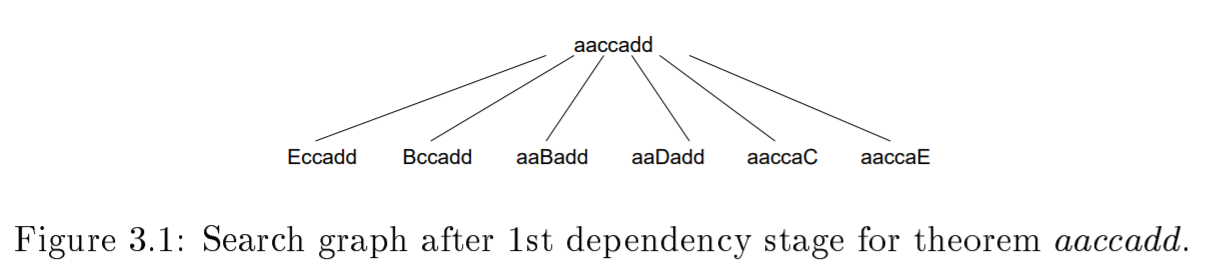 aaccadd
Eccadd Bccadd aaBadd aaDadd aaccaC aaccaE
Figure 3.1: Search graph after 1st dependency stage for theorem aaccadd.